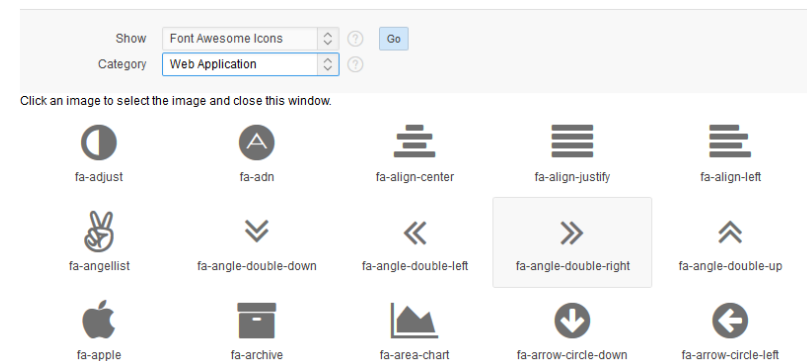 Show Font Awesome Icons ? Go
Category Web Application ?
Click an image to select the image and close this window.
fa-adjust fa-adn fa-align-center fa-align-justify fa-align-left
fa-angellist fa-angle-double-down fa-angle-double-left fa-angle-double-right fa-angle-double-up
fa-apple fa-archive fa-area-chart fa-arrow-circle-down fa-arrow-circle-left